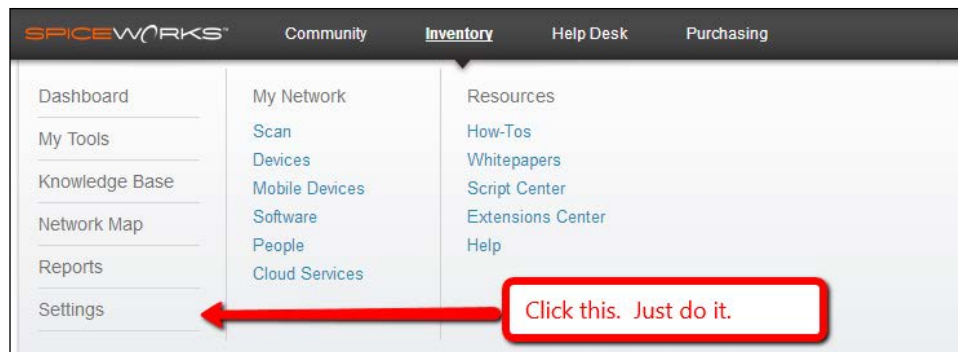 SPICEWORKS™ Community Inventory Help Desk Purchasing
Dashboard
My Tools
Knowledge Base
Network Map
Reports
Settings
My Network
Scan
Devices
Mobile Devices
Software
People
Cloud Services
Resources
How-Tos
Whitepapers
Script Center
Extensions Center
Help
Click this. Just do it.